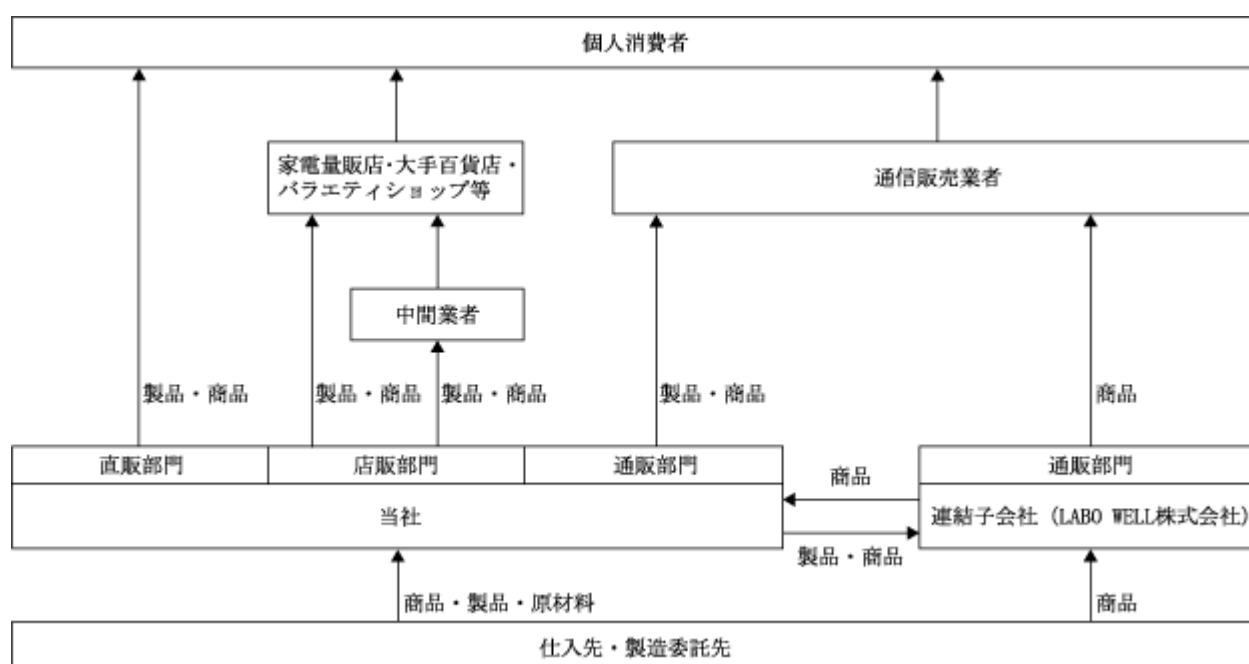 個人消費者
家電量販店・大手百貨店・
バラエティショップ等
通信販売業者
中間業者
製品・商品
製品・商品
製品・商品
製品・商品
商品
直販部門
店販部門
通販部門
通販部門
商品
当社
連結子会社 (LABO WELL株式会社)
製品・商品
商品・製品・原材料
商品
仕入先・製造委託先